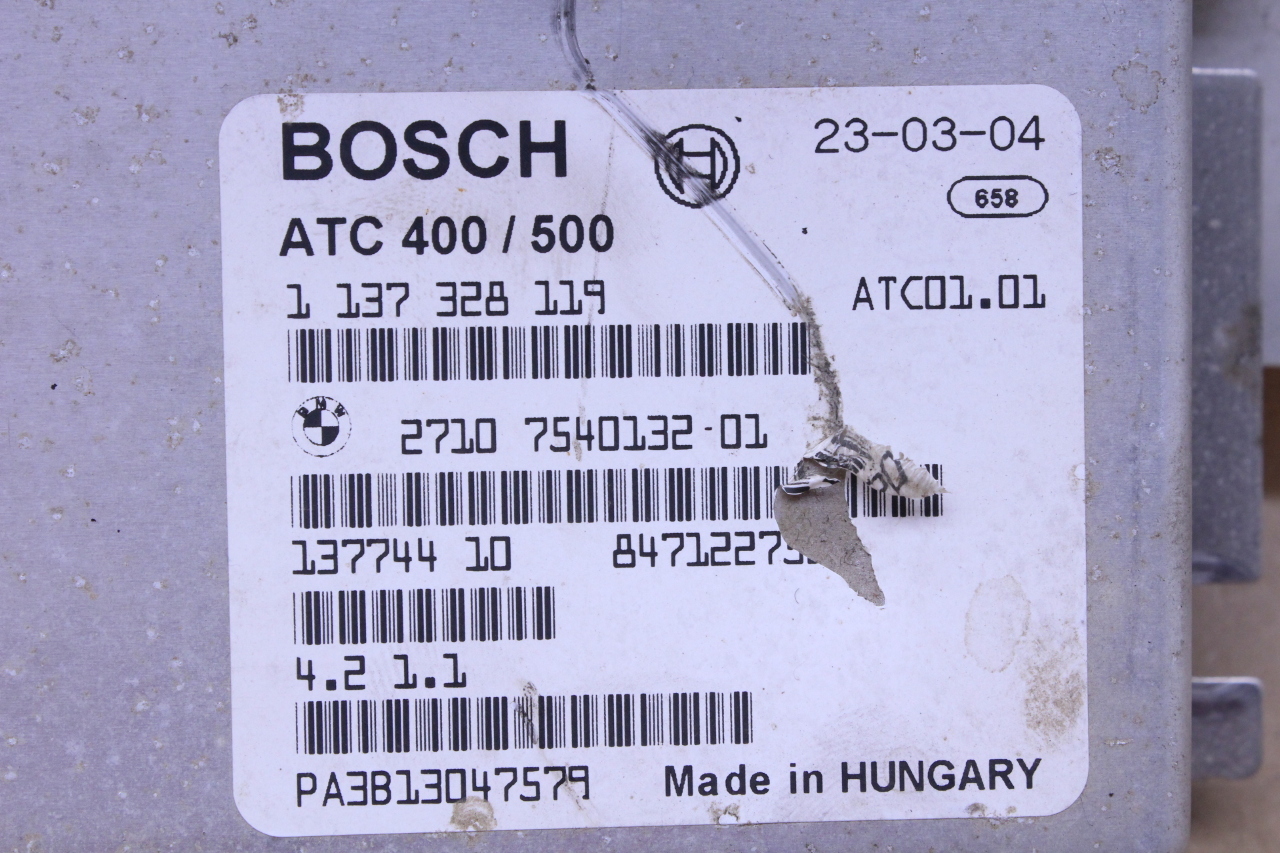 BOSCH
23-03-04
658
ATC 400 / 500
1 137 328 119
ATC01.01
BMW
2710 7540132-01
137744 10
4.2 1.1
PA3B13047579
Made in HUNGARY